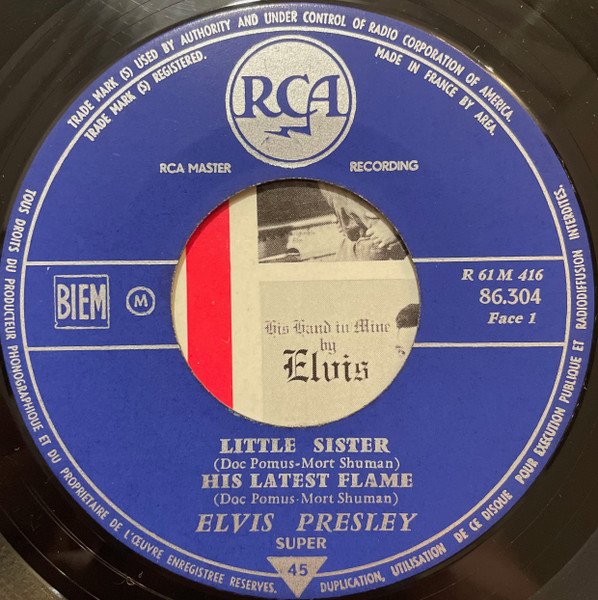 TRADE MARK (S) USED BY AUTHORITY AND UNDER CONTROL OF RADIO CORPORATION OF AMERICA.
TRADE MARK (S) REGISTERED.
MADE IN FRANCE BY AREA.
RCA
RCA MASTER RECORDING
BIEM
M
R 61 M 416
86.304
Face 1
His Hand in Mine
by
Elvis
LITTLE SISTER
(Doc Pomus-Mort Shuman)
HIS LATEST FLAME
(Doc Pomus-Mort Shuman)
ELVIS PRESLEY
SUPER
45
TOUS DROITS DU PRODUCTEUR PHONOGRAPHIQUE ET DU PROPRIETAIRE DE L'ŒUVRE ENREGISTREE RESERVES. DUPLICATION, UTILISATION DE CE DISQUE POUR EXECUTION PUBLIQUE ET RADIODIFFUSION INTERDITES.